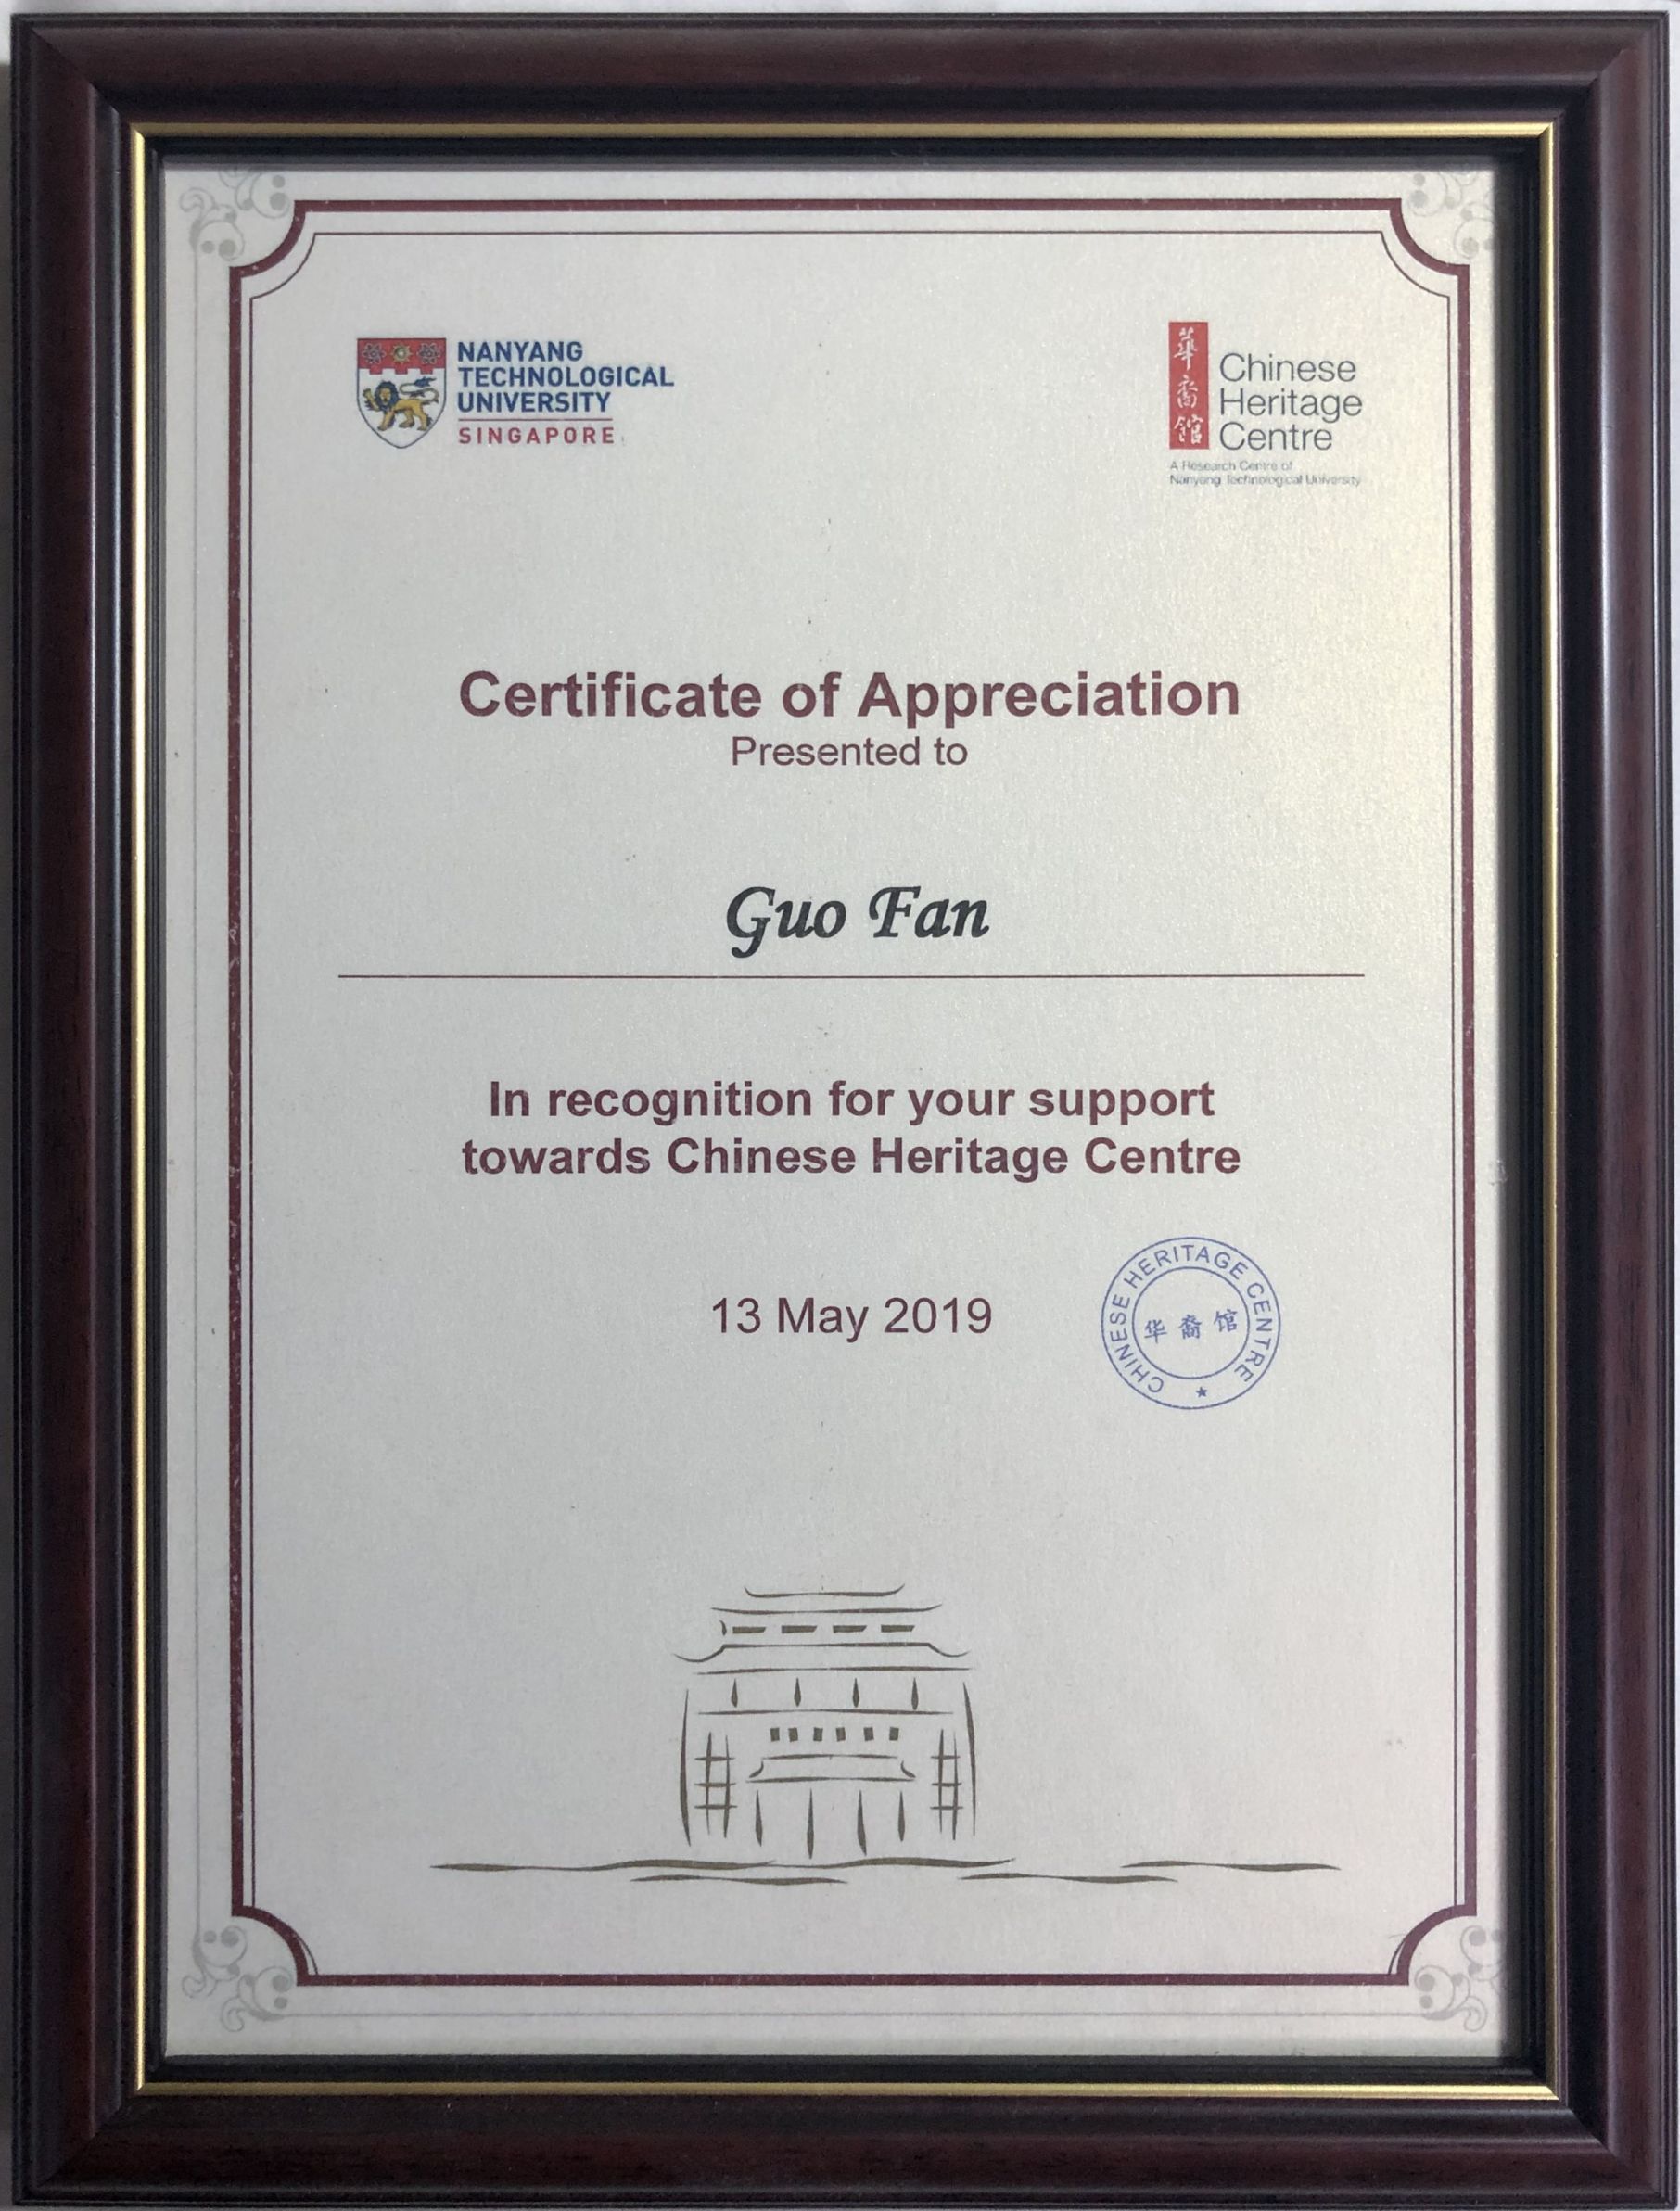 NANYANG
TECHNOLOGICAL
UNIVERSITY
SINGAPORE
華裔館
Chinese
Heritage
Centre
A Research Centre of
Nanyang Technological University
Certificate of Appreciation
Presented to
Guo Fan
In recognition for your support
towards Chinese Heritage Centre
13 May 2019
CHINESE HERITAGE CENTRE
华裔馆